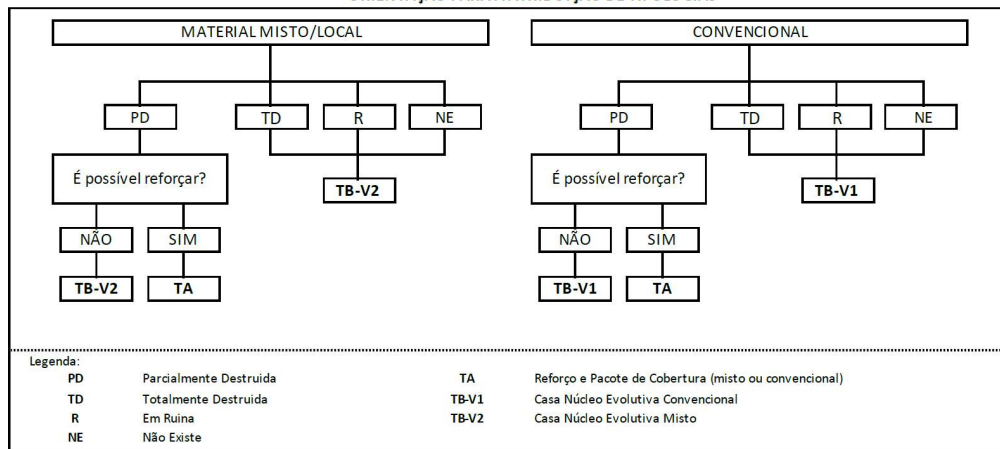 MATERIAL MISTO/LOCAL
CONVENCIONAL
PD
TD
R
NE
PD
TD
R
NE
É possível reforçar?
TB-V2
É possível reforçar?
TB-V1
NÃO
SIM
NÃO
SIM
TB-V2
TA
TB-V1
TA
Legenda:
PD Parcialmente Destruida TA Reforço e Pacote de Cobertura (misto ou convencional)
TD Totalmente Destruida TB-V1 Casa Núcleo Evolutiva Convencional
R Em Ruina TB-V2 Casa Núcleo Evolutiva Misto
NE Não Existe